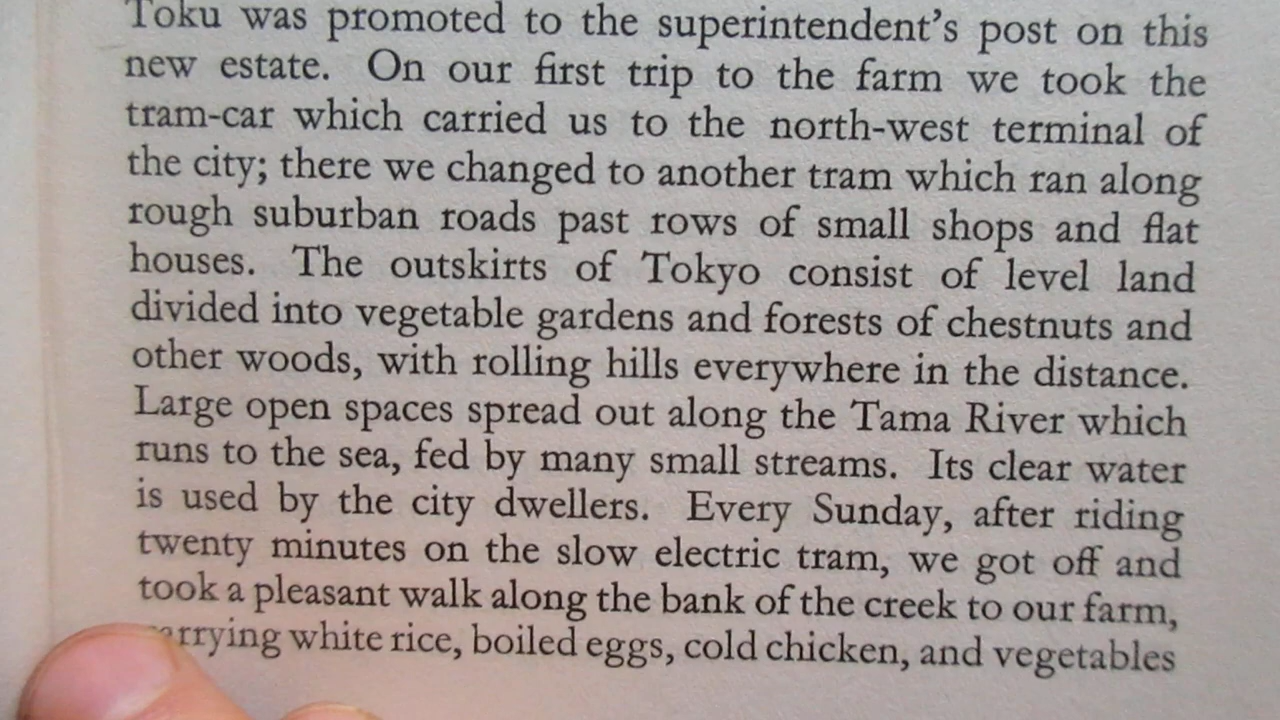 Toku was promoted to the superintendent's post on this
new estate. On our first trip to the farm we took the
tram-car which carried us to the north-west terminal of
the city; there we changed to another tram which ran along
rough suburban roads past rows of small shops and flat
houses. The outskirts of Tokyo consist of level land
divided into vegetable gardens and forests of chestnuts and
other woods, with rolling hills everywhere in the distance.
Large open spaces spread out along the Tama River which
runs to the sea, fed by many small streams. Its clear water
is used by the city dwellers. Every Sunday, after riding
twenty minutes on the slow electric tram, we got off and
took a pleasant walk along the bank of the creek to our farm,
carrying white rice, boiled eggs, cold chicken, and vegetables